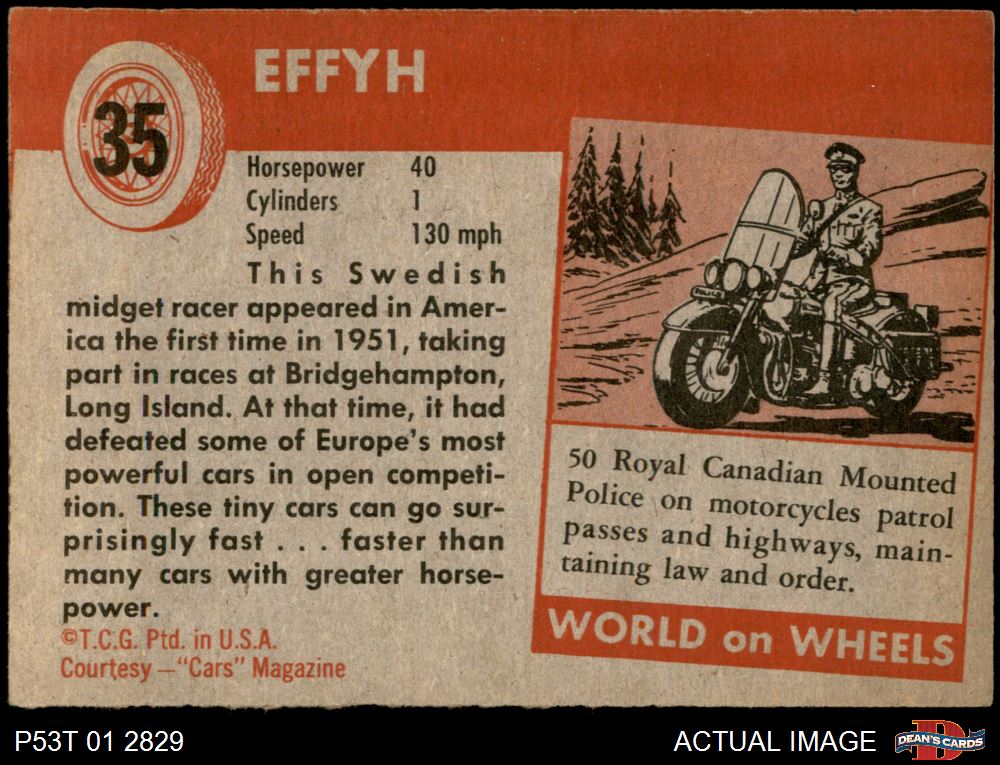 35
EFFYH
Horsepower 40
Cylinders 1
Speed 130 mph
This Swedish
midget racer appeared in Amer-
ica the first time in 1951, taking
part in races at Bridgehampton,
Long Island. At that time, it had
defeated some of Europe's most
powerful cars in open competi-
tion. These tiny cars can go sur-
prisingly fast . . . faster than
many cars with greater horse-
power.
©T.C.G. Ptd. in U.S.A.
Courtesy—"Cars" Magazine
50 Royal Canadian Mounted
Police on motorcycles patrol
passes and highways, main-
taining law and order.
WORLD on WHEELS
P53T 01 2829
ACTUAL IMAGE
DEAN'S CARDS